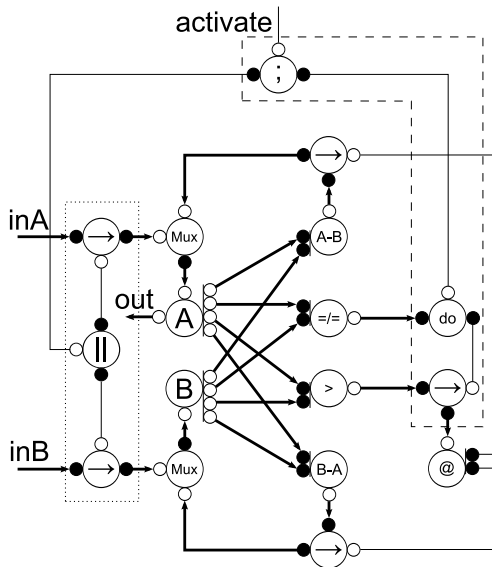 activate
;
→
inA
→
Mux
A-B
out
A
=/=
do
||
B
>
→
inB
→
Mux
B-A
@
→